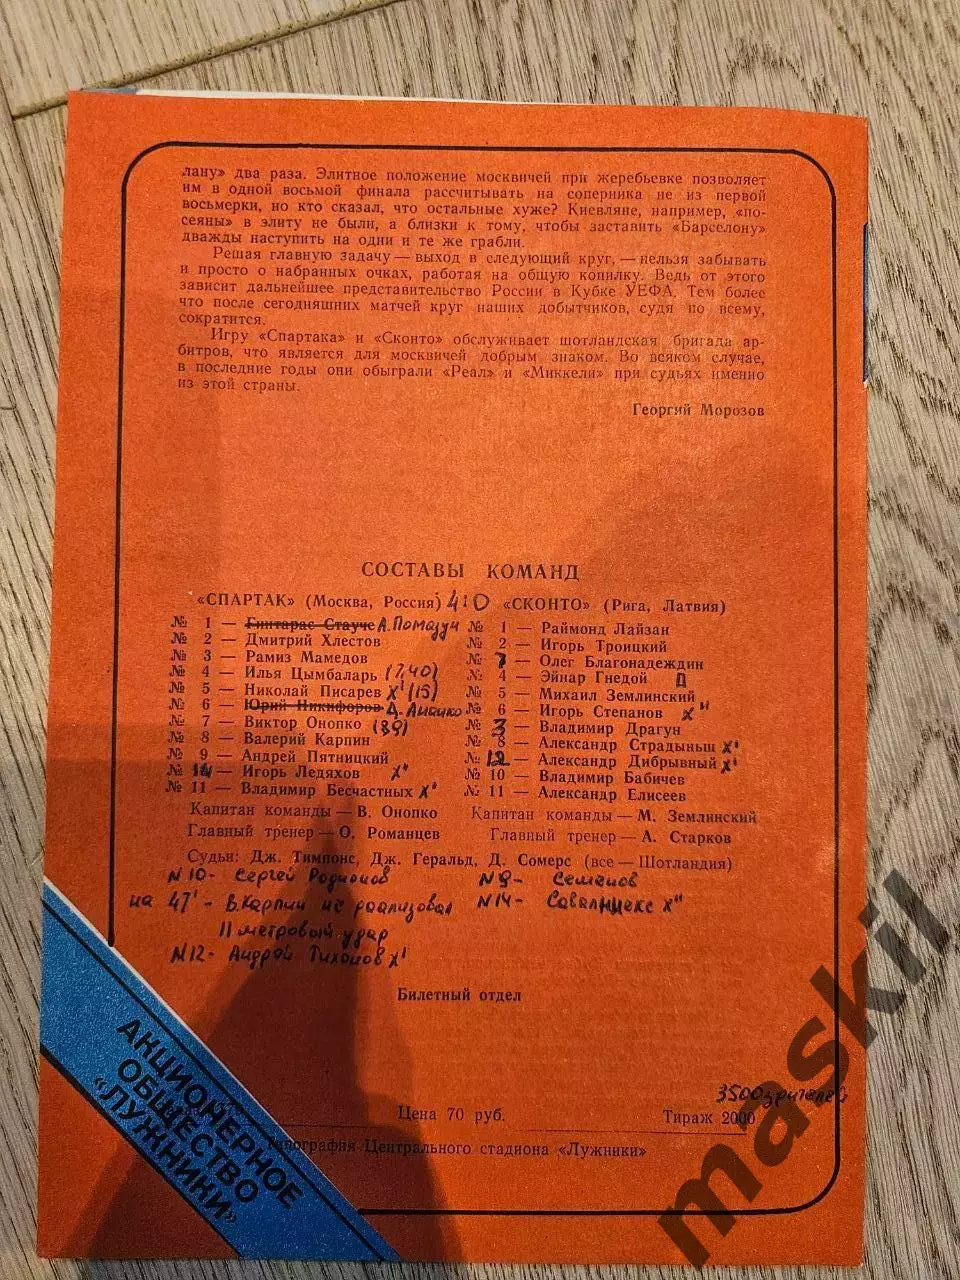 лану» два раза. Элитное положение москвичей при жеребьевке позволяет
им в одной восьмой финала рассчитывать на соперника не из первой
восьмерки, но кто сказал, что остальные хуже? Киевляне, например, «по-
сеяны» в элиту не были, а близки к тому, чтобы заставить «Барселону»
дважды наступить на одни и те же грабли.
Решая главную задачу — выход в следующий круг, — нельзя забывать
и просто о набранных очках, работая на общую копилку. Ведь от этого
зависит дальнейшее представительство России в Кубке УЕФА. Тем более
что после сегодняшних матчей круг наших добытчиков, судя по всему,
сократится.
Игру «Спартака» и «Сконто» обслуживает шотландская бригада ар-
битров, что является для москвичей добрым знаком. Во всяком случае,
в последние годы они обыграли «Реал» и «Миккели» при судьях именно
из этой страны.
Георгий Морозов
СОСТАВЫ КОМАНД
«СПАРТАК» (Москва, Россия) 4:0 «СКОНТО» (Рига, Латвия)
№ 1 — Гинтарас Стауче А. Помазун № 1 — Раймонд Лайзан
№ 2 — Дмитрий Хлестов № 2 — Игорь Троицкий
№ 3 — Рамиз Мамедов № 7 — Олег Благонадеждин
№ 4 — Илья Цымбаларь (7,40) № 4 — Эйнар Гнедой П
№ 5 — Николай Писарев х' (15) № 5 — Михаил Землинский
№ 6 — Юрий Никифоров Д. Ананко № 6 — Игорь Степанов х"
№ 7 — Виктор Онопко (89) № 3 — Владимир Драгун
№ 8 — Валерий Карпин № 8 — Александр Страдыньш х'
№ 9 — Андрей Пятницкий № 12 — Александр Дибрывный х'
№ 14 — Игорь Ледяхов х" № 10 — Владимир Бабичев
№ 11 — Владимир Бесчастных х' № 11 — Александр Елисеев
Капитан команды — В. Онопко Капитан команды — М. Землинский
Главный тренер — О. Романцев Главный тренер — А. Старков
Судьи: Дж. Тимпонс, Дж. Геральд, Д. Сомерс (все — Шотландия)
N10- Сергей Родионов N9- Семёнов
на 47' - В. Карпин не реализовал N14- х"
11 метровый удар
N12- Андрей Тихонов х'
Билетный отдел
3500 зрителей
Цена 70 руб. Тираж 2000
Типография Центрального стадиона «Лужники»
АКЦИОНЕРНОЕ
ОБЩЕСТВО
«ЛУЖНИКИ»
maskil